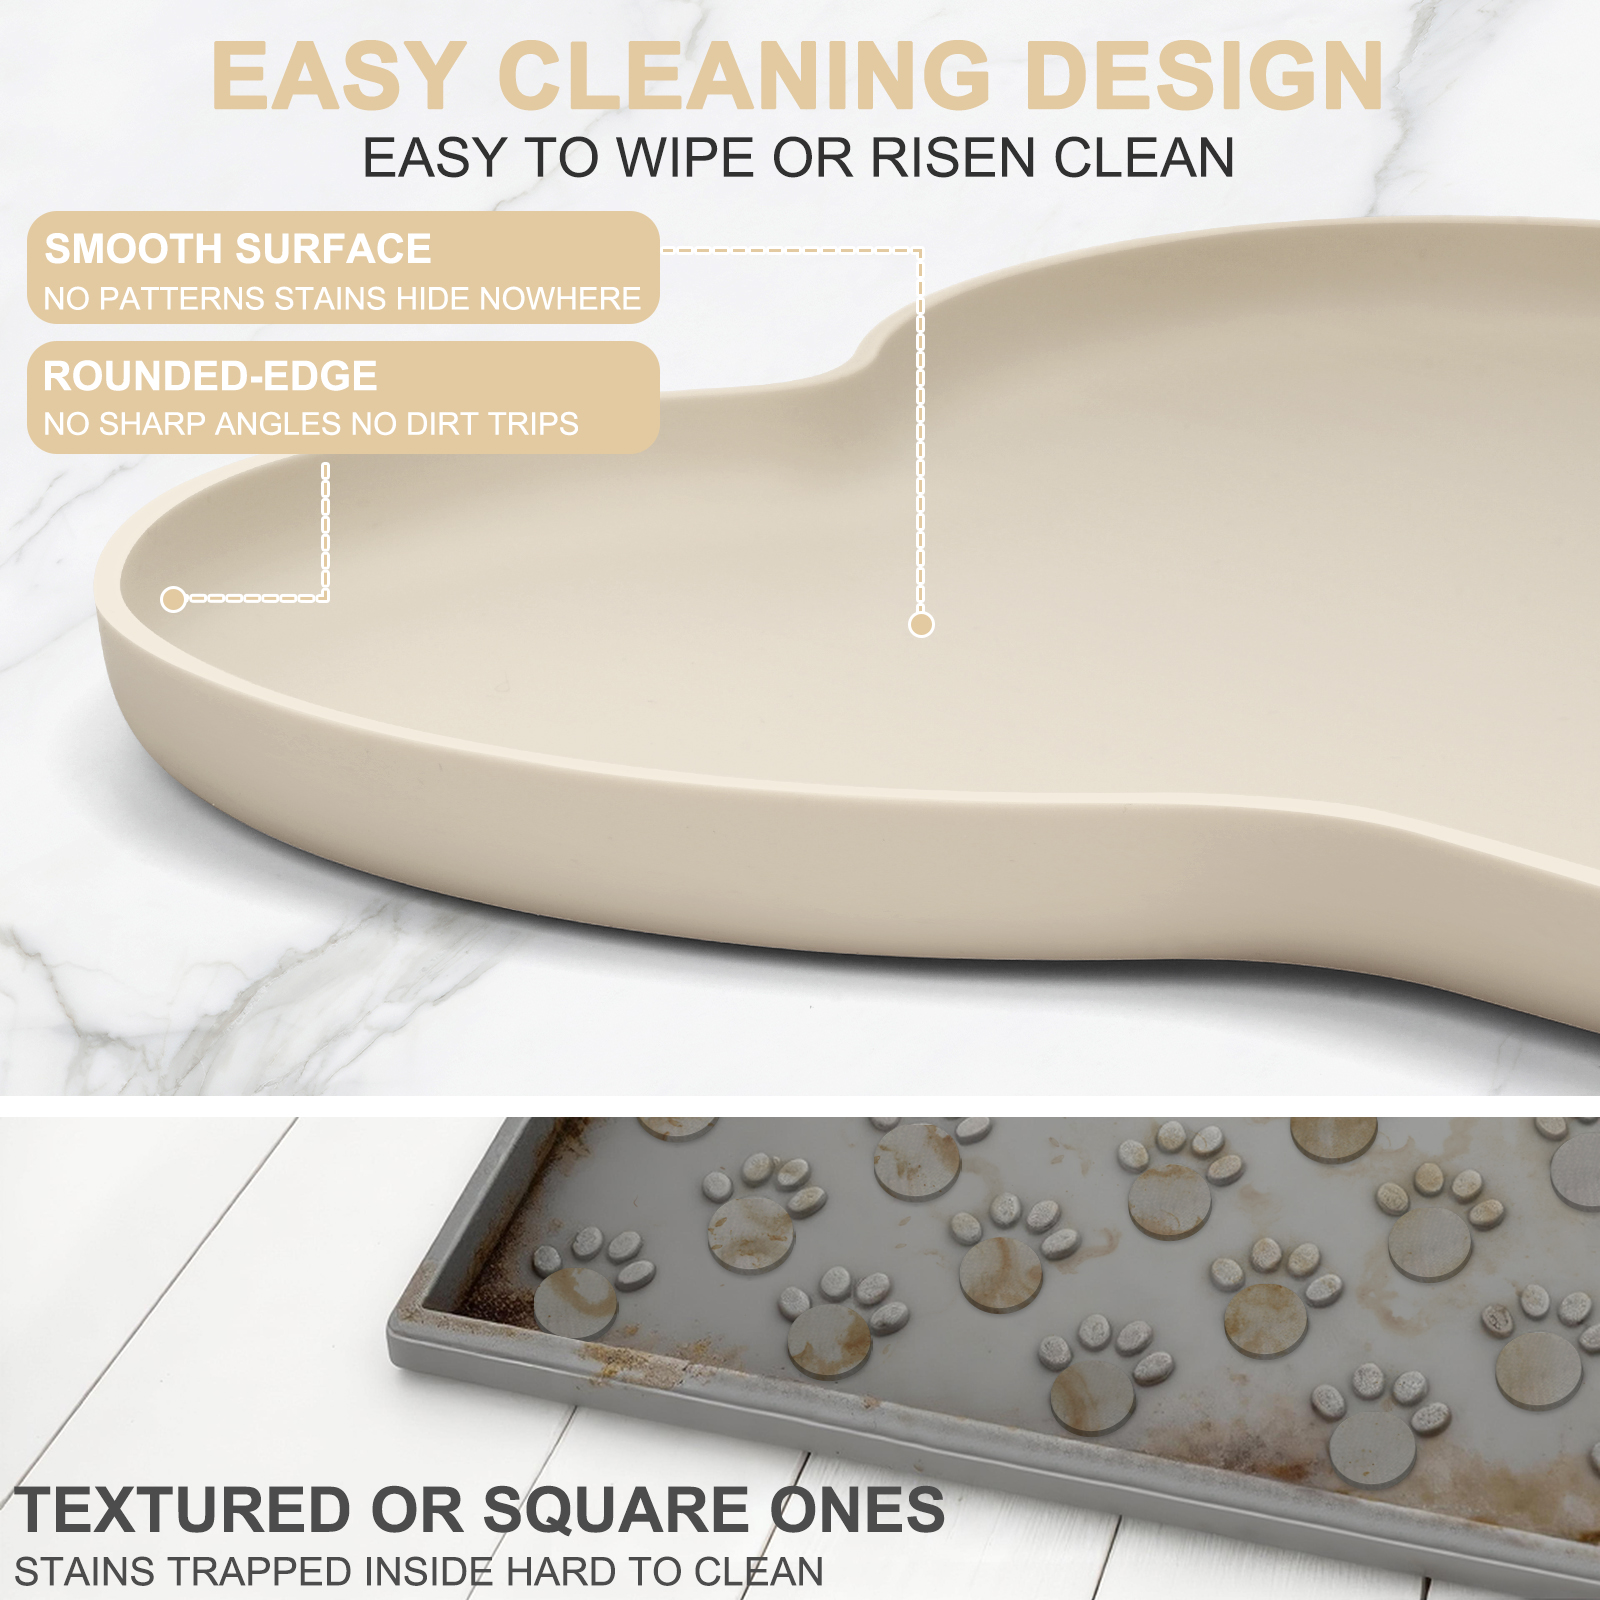 EASY CLEANING DESIGN
EASY TO WIPE OR RISEN CLEAN
SMOOTH SURFACE
NO PATTERNS STAINS HIDE NOWHERE
ROUNDED-EDGE
NO SHARP ANGLES NO DIRT TRIPS
TEXTURED OR SQUARE ONES
STAINS TRAPPED INSIDE HARD TO CLEAN